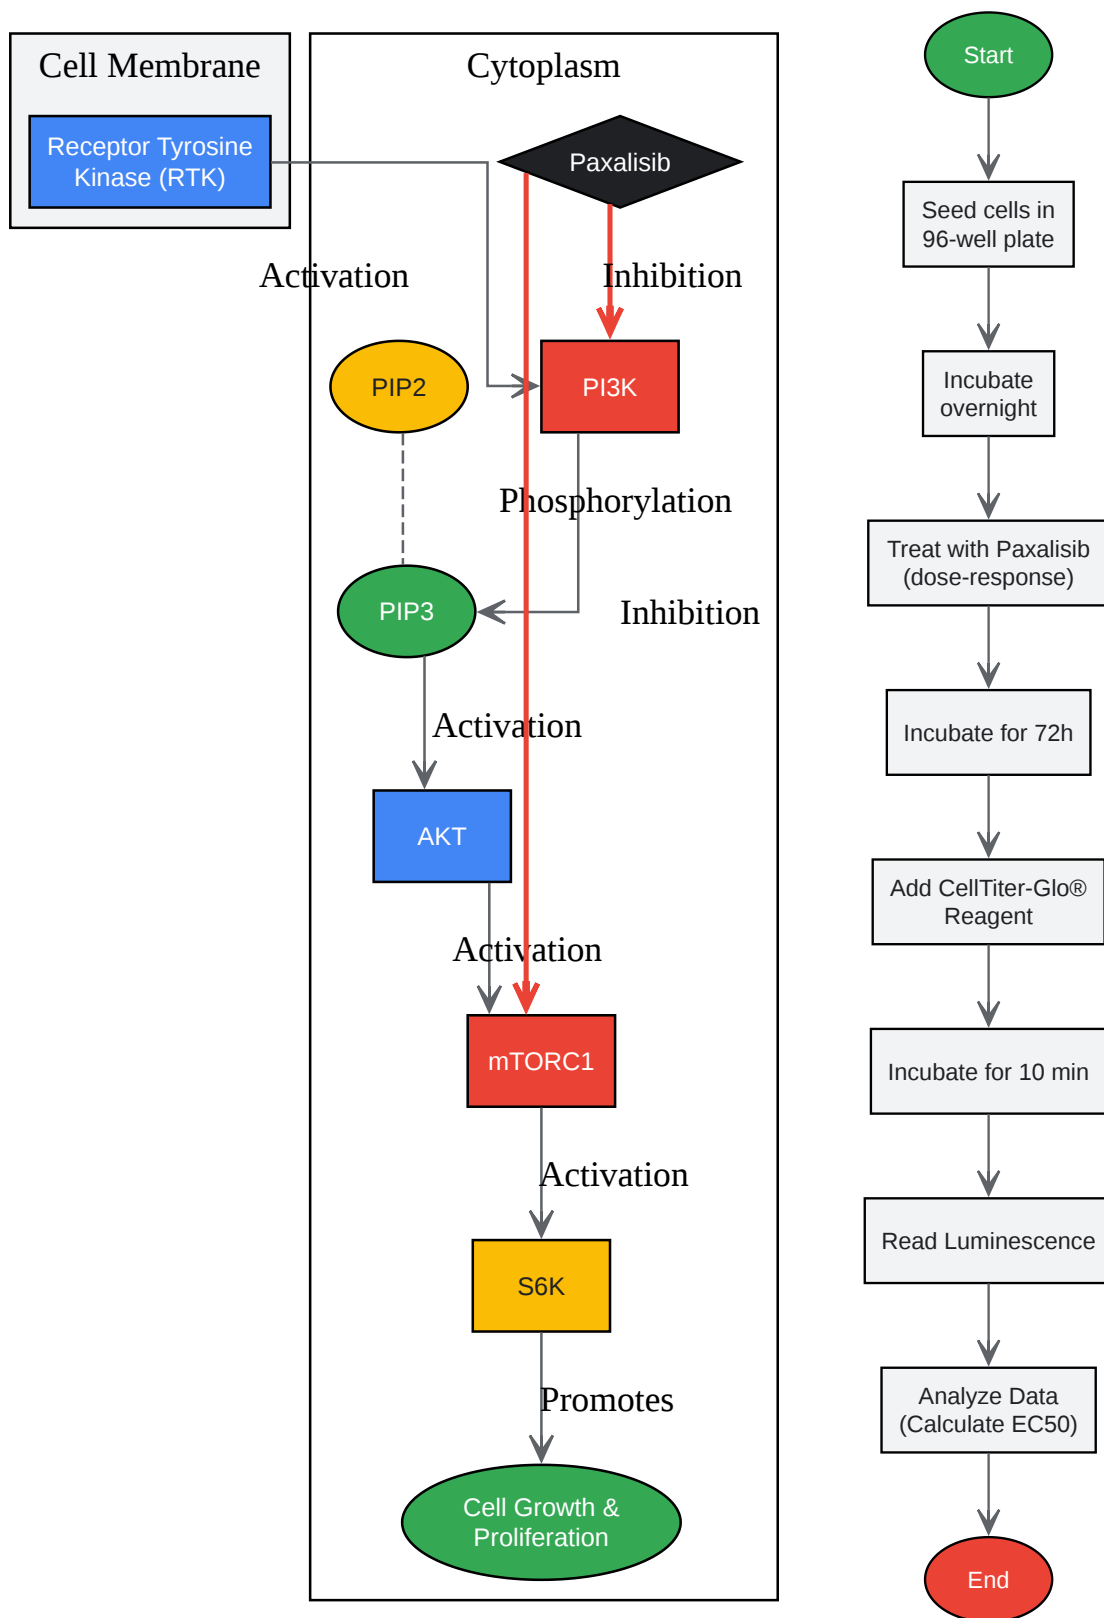 Cell Membrane
Receptor Tyrosine
Kinase (RTK)
Cytoplasm
Paxalisib
Activation
Inhibition
PIP2
PI3K
Phosphorylation
PIP3
Inhibition
Activation
AKT
Activation
mTORC1
Activation
S6K
Promotes
Cell Growth &
Proliferation
Start
Seed cells in
96-well plate
Incubate
overnight
Treat with Paxalisib
(dose-response)
Incubate for 72h
Add CellTiter-Glo®
Reagent
Incubate for 10 min
Read Luminescence
Analyze Data
(Calculate EC50)
End